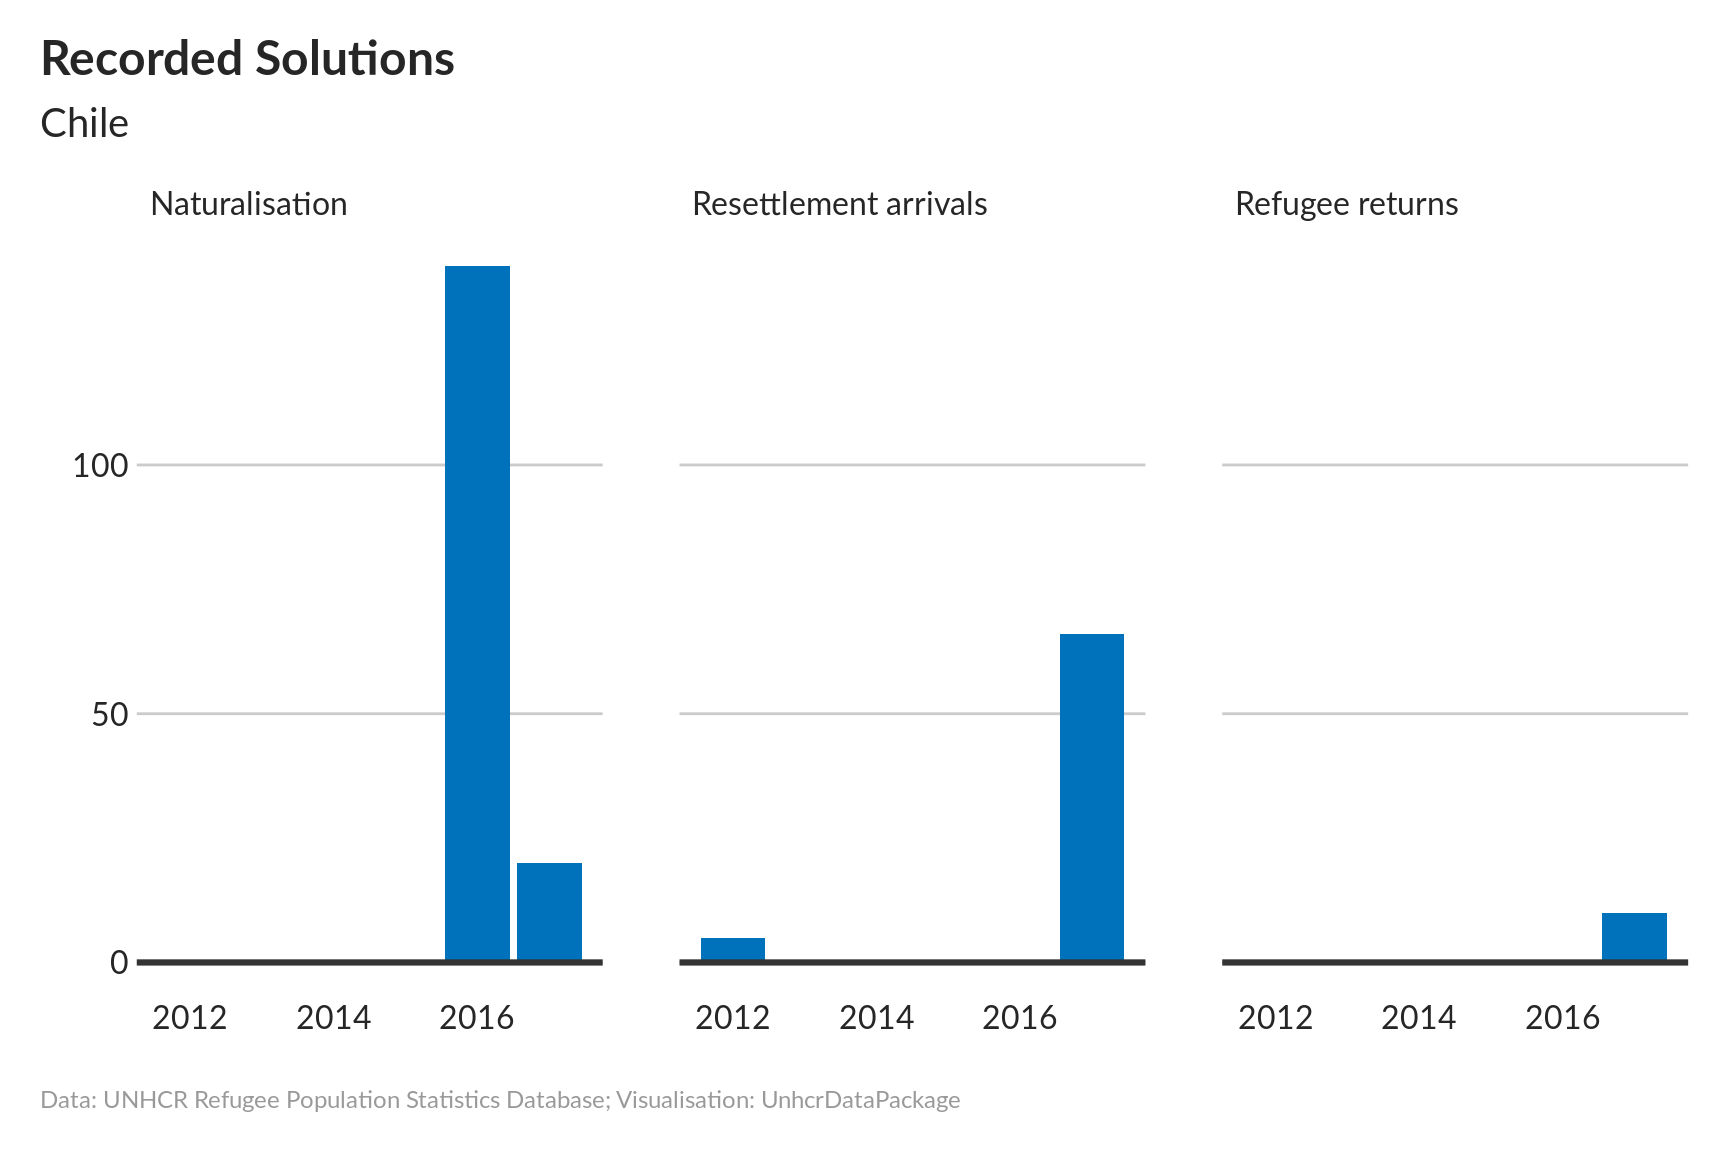 Recorded Solutions
Chile
Naturalisation Resettlement arrivals Refugee returns
100
50
0
2012 2014 2016 2012 2014 2016 2012 2014 2016
Data: UNHCR Refugee Population Statistics Database; Visualisation: UnhcrDataPackage